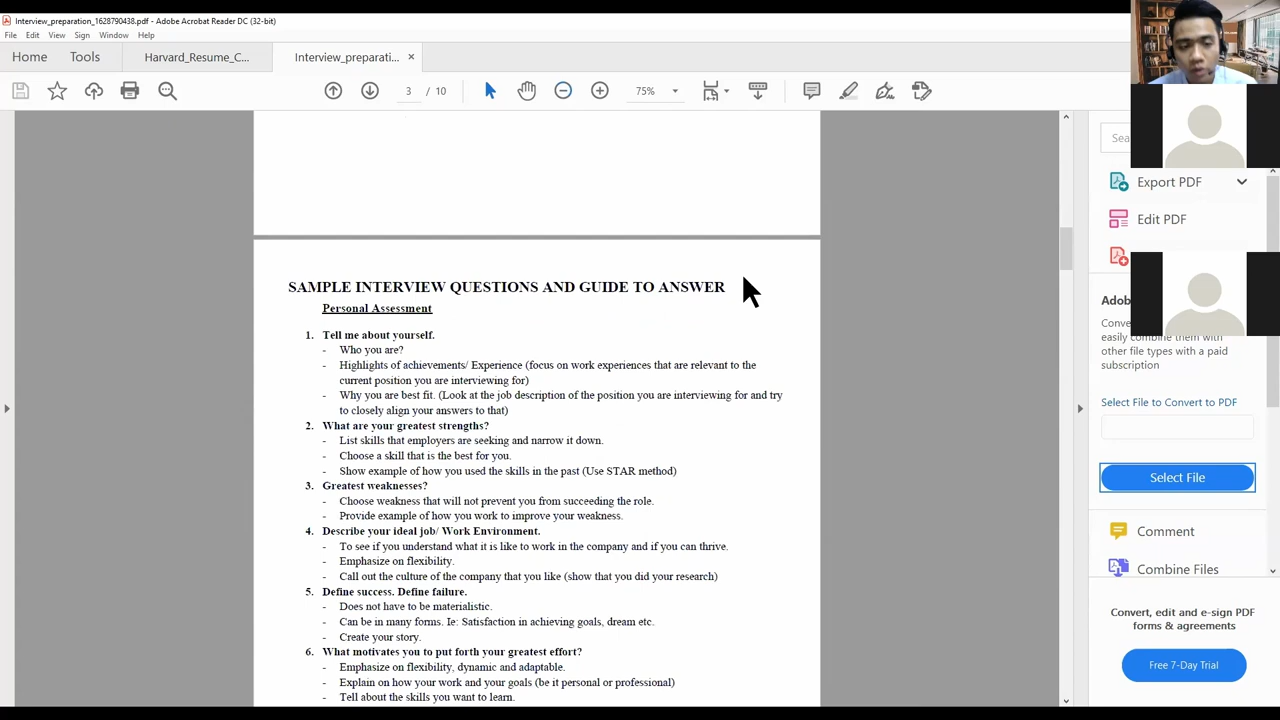 Interview_preparation_1628790438.pdf - Adobe Acrobat Reader DC (32-bit)
File Edit View Sign Window Help
Home Tools Harvard_Resume_C... Interview_preparati... ×
3 / 10 75%
Sea
Export PDF
Edit PDF
SAMPLE INTERVIEW QUESTIONS AND GUIDE TO ANSWER
Personal Assessment
1. Tell me about yourself.
- Who you are?
- Highlights of achievements/ Experience (focus on work experiences that are relevant to the
current position you are interviewing for)
- Why you are best fit. (Look at the job description of the position you are interviewing for and try
to closely align your answers to that)
2. What are your greatest strengths?
- List skills that employers are seeking and narrow it down.
- Choose a skill that is the best for you.
- Show example of how you used the skills in the past (Use STAR method)
3. Greatest weaknesses?
- Choose weakness that will not prevent you from succeeding the role.
- Provide example of how you work to improve your weakness.
4. Describe your ideal job/ Work Environment.
- To see if you understand what it is like to work in the company and if you can thrive.
- Emphasize on flexibility.
- Call out the culture of the company that you like (show that you did your research)
5. Define success. Define failure.
- Does not have to be materialistic.
- Can be in many forms. Ie: Satisfaction in achieving goals, dream etc.
- Create your story.
6. What motivates you to put forth your greatest effort?
- Emphasize on flexibility, dynamic and adaptable.
- Explain on how your work and your goals (be it personal or professional)
- Tell about the skills you want to learn.
Adob
Conver
easily combine them with
other file types with a paid
subscription
Select File to Convert to PDF
Select File
Comment
Combine Files
Convert, edit and e-sign PDF
forms & agreements
Free 7-Day Trial